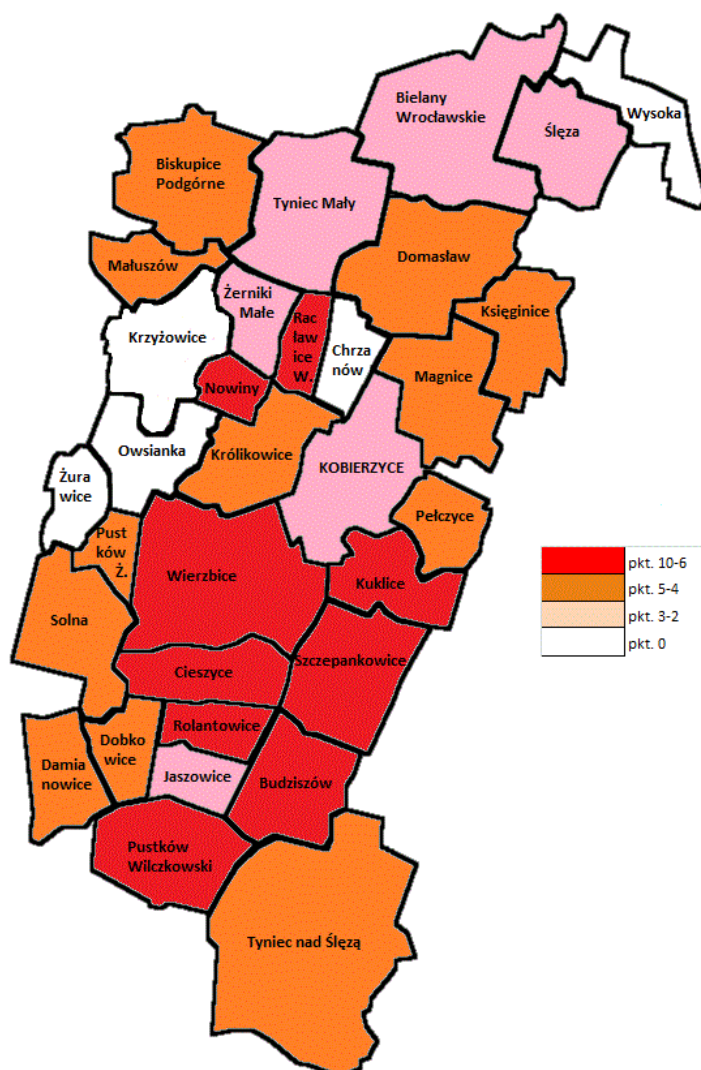 Bielany
Wrocławskie
Wysoka
Ślęza
Biskupice
Podgórne
Tyniec Mały
Domasław
Małuszów
Żerniki
Małe
Księginice
Rac
ław
ice
W.
Krzyżowice
Chrza
nów
Magnice
Nowiny
Owsianka
Królikowice
KOBIERZYCE
Żura
wice
Pełczyce
Pust
ków
Ż.
Wierzbice
Kuklice
pkt. 10-6
pkt. 5-4
pkt. 3-2
pkt. 0
Solna
Cieszyce
Szczepankowice
Rolantowice
Dobko
wice
Damia
nowice
Jaszowice
Budziszów
Pustków
Wilczkowski
Tyniec nad Ślęzą